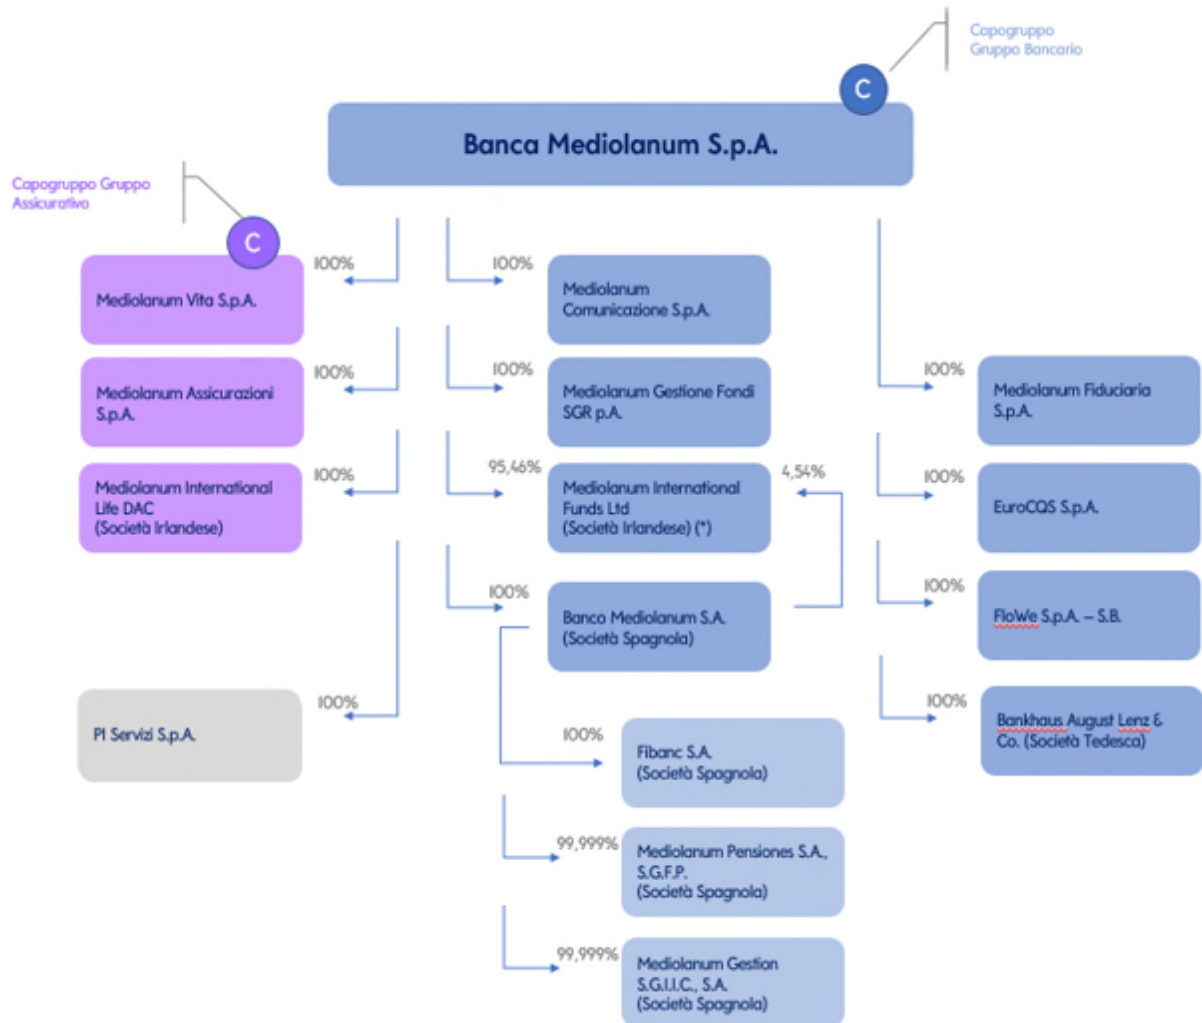 Capogruppo
Gruppo Bancario
C
Banca Mediolanum S.p.A.
Capogruppo Gruppo
Assicurativo
C
100%
Mediolanum Vita S.p.A.
100%
Mediolanum
Comunicazione S.p.A.
100%
Mediolanum Assicurazioni
S.p.A.
100%
Mediolanum Gestione Fondi
SGR p.A.
100%
Mediolanum Fiduciaria
S.p.A.
100%
Mediolanum International
Life DAC
(Società Irlandese)
95,46%
Mediolanum International
Funds Ltd
(Società Irlandese) (*)
4,54%
100%
EuroCQS S.p.A.
100%
Banco Mediolanum S.A.
(Società Spagnola)
100%
FloWe S.p.A. – S.B.
100%
PI Servizi S.p.A.
100%
Bankhaus August Lenz &
Co. (Società Tedesca)
100%
Fibanc S.A.
(Società Spagnola)
99,999%
Mediolanum Pensiones S.A.,
S.G.F.P.
(Società Spagnola)
99,999%
Mediolanum Gestion
S.G.I.I.C., S.A.
(Società Spagnola)